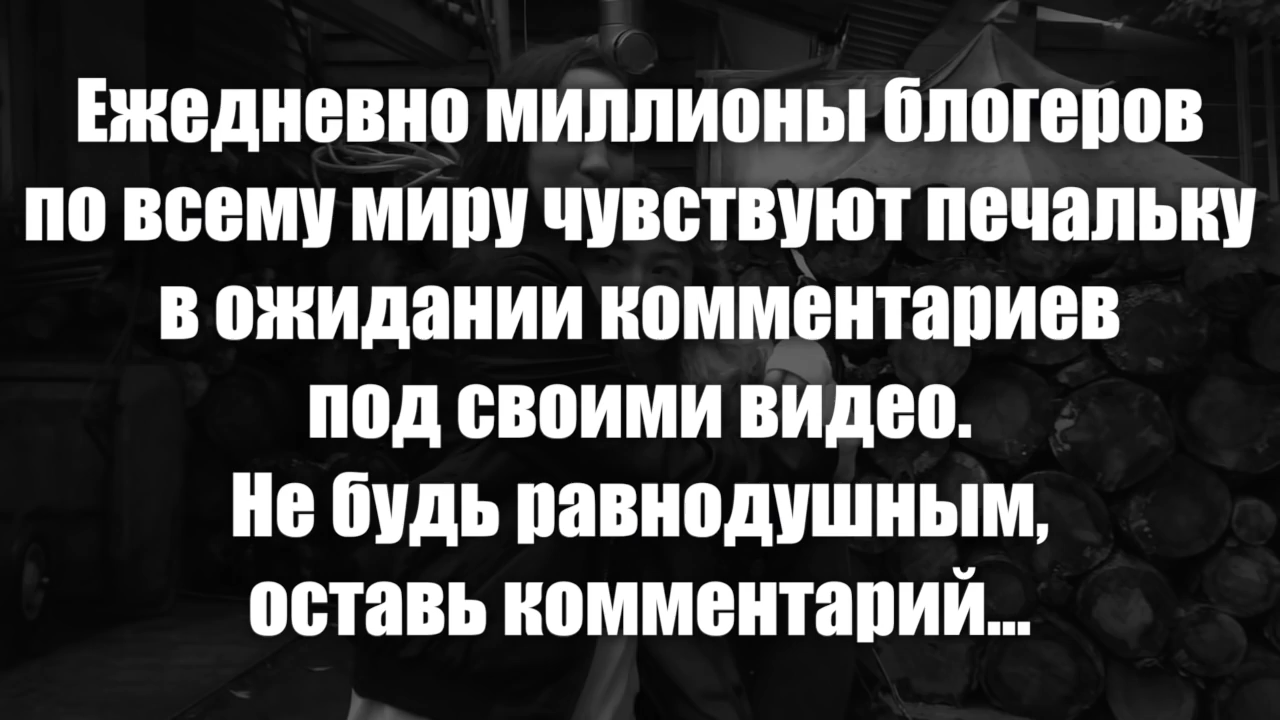 Ежедневно миллионы блогеров
по всему миру чувствуют печальку
в ожидании комментариев
под своими видео.
Не будь равнодушным,
оставь комментарий...